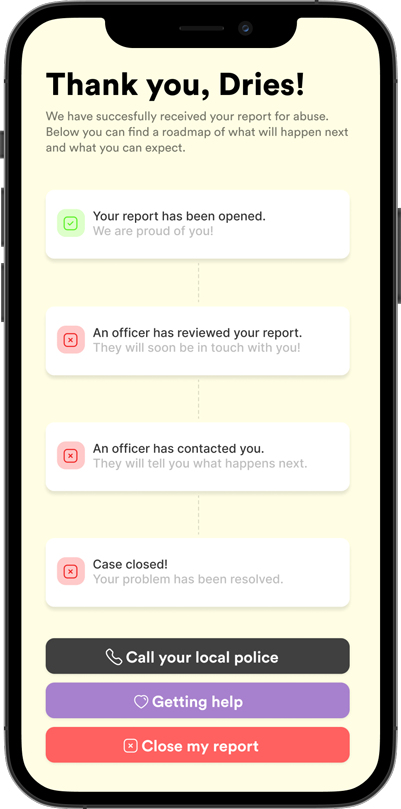 Thank you, Dries!
We have succesfully received your report for abuse.
Below you can find a roadmap of what will happen next
and what you can expect.
Your report has been opened.
We are proud of you!
An officer has reviewed your report.
They will soon be in touch with you!
An officer has contacted you.
They will tell you what happens next.
Case closed!
Your problem has been resolved.
Call your local police
Getting help
Close my report